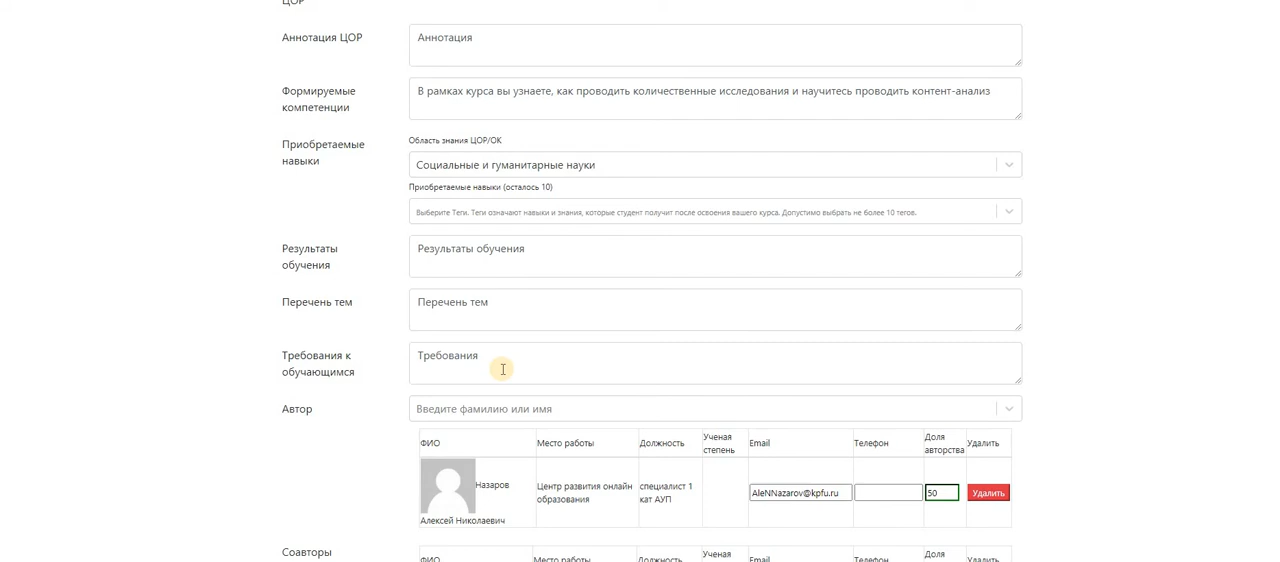 ЦОР
Аннотация ЦОР
Аннотация
Формируемые
компетенции
В рамках курса вы узнаете, как проводить количественные исследования и научитесь проводить контент-анализ
Приобретаемые
навыки
Область знания ЦОР/ОК
Социальные и гуманитарные науки
Приобретаемые навыки (осталось 10)
Выберите Теги. Теги означают навыки и знания, которые студент получит после освоения вашего курса. Допустимо выбрать не более 10 тегов.
Результаты
обучения
Результаты обучения
Перечень тем
Перечень тем
Требования к
обучающимся
Требования
Автор
Введите фамилию или имя
ФИО
Место работы
Должность
Ученая
степень
Email
Телефон
Доля
авторства
Удалить
Назаров
Алексей Николаевич
Центр развития онлайн
образования
специалист 1
кат АУП
AleNNazarov@kpfu.ru
50
Удалить
Соавторы
ФИО
Место работы
Должность
Ученая
Email
Телефон
Доля
Удалить